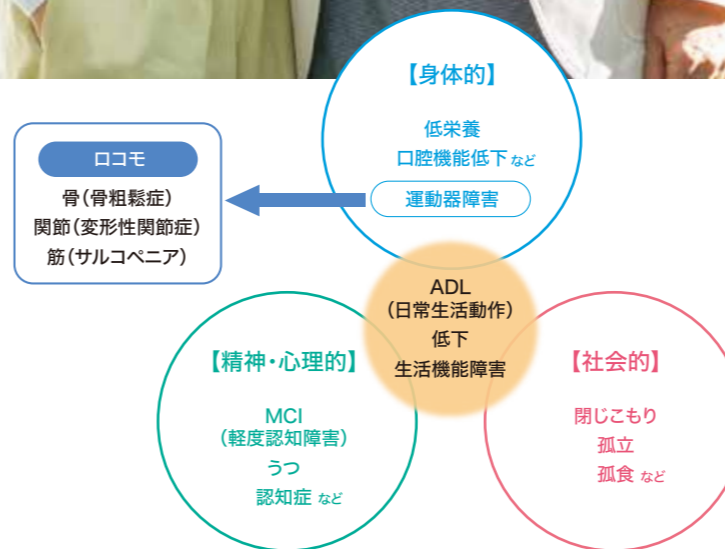 【身体的】
低栄養
口腔機能低下 など
運動器障害
ロコモ
骨(骨粗鬆症)
関節(変形性関節症)
筋(サルコペニア)
ADL
(日常生活動作)
低下
生活機能障害
【精神・心理的】
MCI
(軽度認知障害)
うつ
認知症 など
【社会的】
閉じこもり
孤立
孤食 など